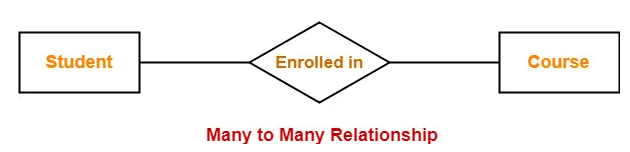 Student
Enrolled in
Course
Many to Many Relationship